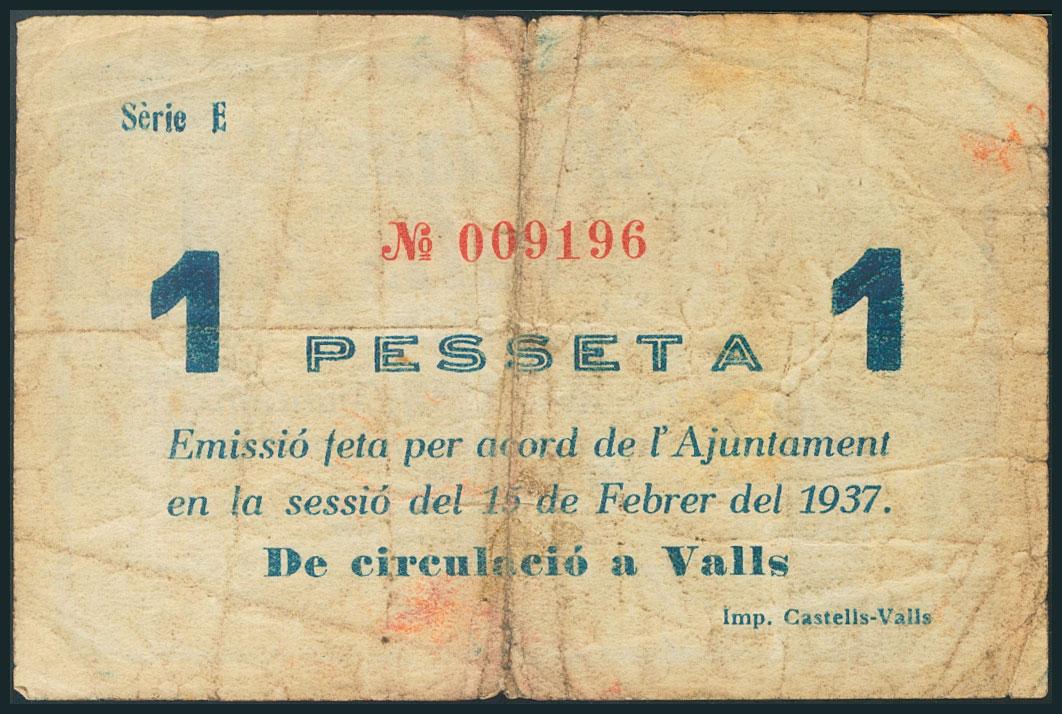 Sèrie E
№ 009196
1 PESSETA 1
Emissió feta per acord de l'Ajuntament
en la sessió del 15 de Febrer del 1937.
De circulació a Valls
Imp. Castells-Valls